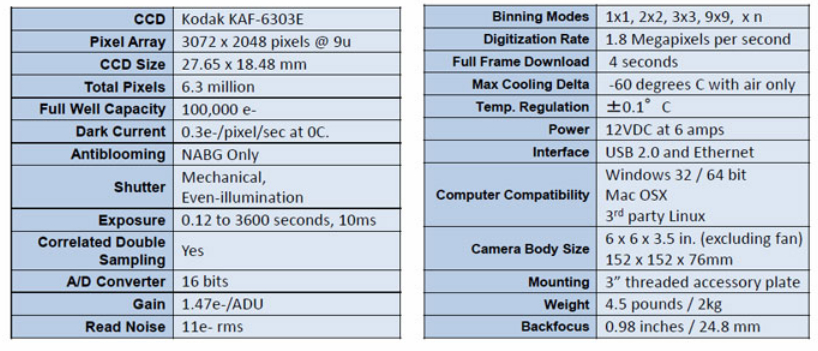 CCD Kodak KAF-6303E
Pixel Array 3072 x 2048 pixels @ 9u
CCD Size 27.65 x 18.48 mm
Total Pixels 6.3 million
Full Well Capacity 100,000 e-
Dark Current 0.3e-/pixel/sec at 0C.
Antiblooming NABG Only
Shutter Mechanical,
Even-illumination
Exposure 0.12 to 3600 seconds, 10ms
Correlated Double
Sampling Yes
A/D Converter 16 bits
Gain 1.47e-/ADU
Read Noise 11e- rms
Binning Modes 1x1, 2x2, 3x3, 9x9, x n
Digitization Rate 1.8 Megapixels per second
Full Frame Download 4 seconds
Max Cooling Delta -60 degrees C with air only
Temp. Regulation ±0.1° C
Power 12VDC at 6 amps
Interface USB 2.0 and Ethernet
Computer Compatibility Windows 32 / 64 bit
Mac OSX
3rd party Linux
Camera Body Size 6 x 6 x 3.5 in. (excluding fan)
152 x 152 x 76mm
Mounting 3” threaded accessory plate
Weight 4.5 pounds / 2kg
Backfocus 0.98 inches / 24.8 mm